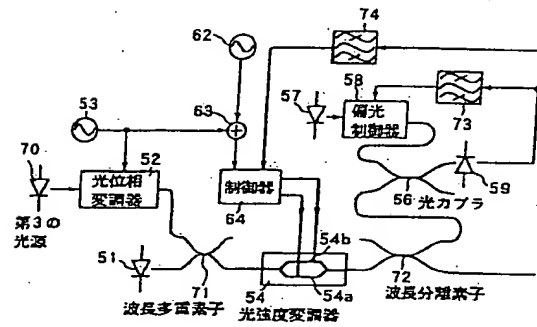 74
62
58
57
偏光
制御器
73
53
63
70
52
光位相
変調器
制御器
64
56
光カプラ
59
第3の
光源
51
54b
54a
71
波長多重素子
54
光強度変調器
72
波長分離素子